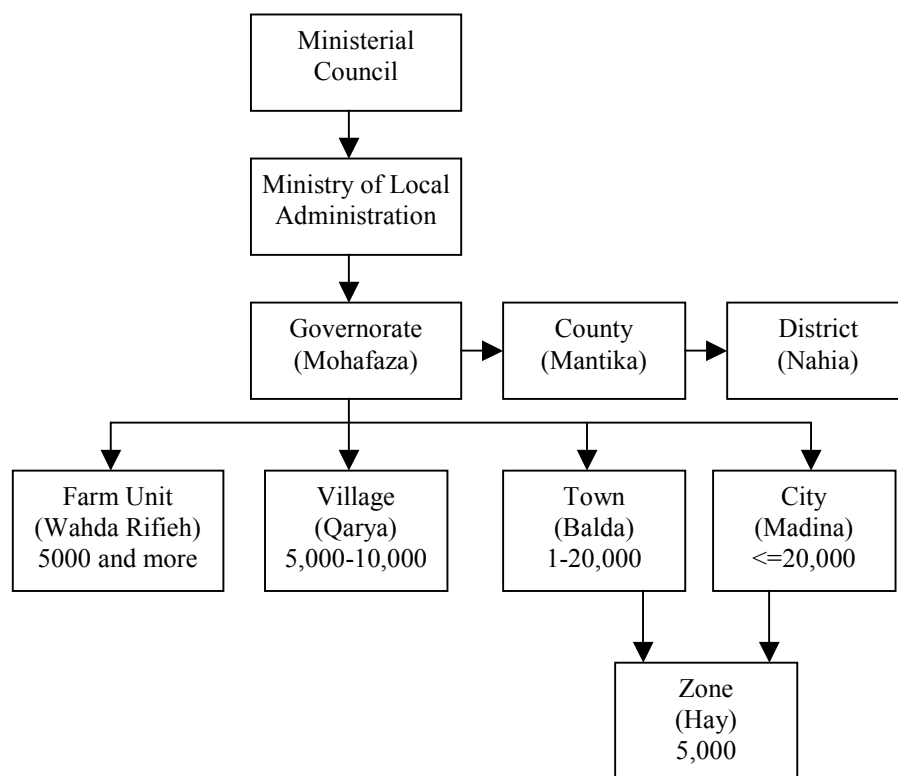 Ministerial
Council
Ministry of Local
Administration
Governorate
(Mohafaza)
County
(Mantika)
District
(Nahia)
Farm Unit
(Wahda Rifieh)
5000 and more
Village
(Qarya)
5,000-10,000
Town
(Balda)
1-20,000
City
(Madina)
<=20,000
Zone
(Hay)
5,000